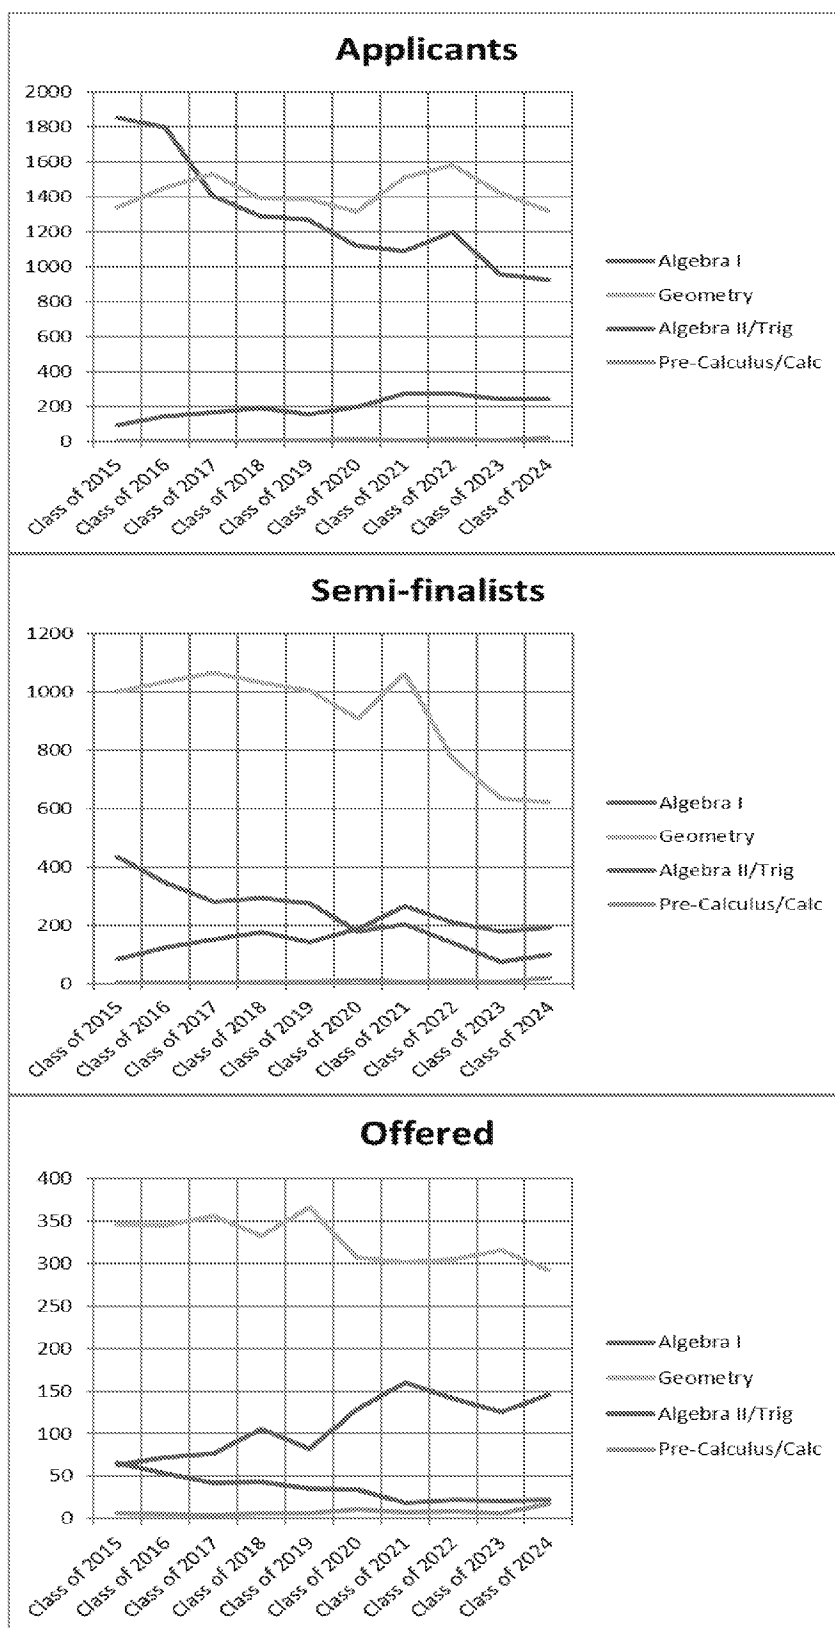 Applicants
2000
1800
1600
1400
1200
1000
800
600
400
200
0
Class of 2015
Class of 2016
Class of 2017
Class of 2018
Class of 2019
Class of 2020
Class of 2021
Class of 2022
Class of 2023
Class of 2024
Algebra I
Geometry
Algebra II/Trig
Pre-Calculus/Calc
Semi-finalists
1200
1000
800
600
400
200
0
Class of 2015
Class of 2016
Class of 2017
Class of 2018
Class of 2019
Class of 2020
Class of 2021
Class of 2022
Class of 2023
Class of 2024
Algebra I
Geometry
Algebra II/Trig
Pre-Calculus/Calc
Offered
400
350
300
250
200
150
100
50
0
Class of 2015
Class of 2016
Class of 2017
Class of 2018
Class of 2019
Class of 2020
Class of 2021
Class of 2022
Class of 2023
Class of 2024
Algebra I
Geometry
Algebra II/Trig
Pre-Calculus/Calc